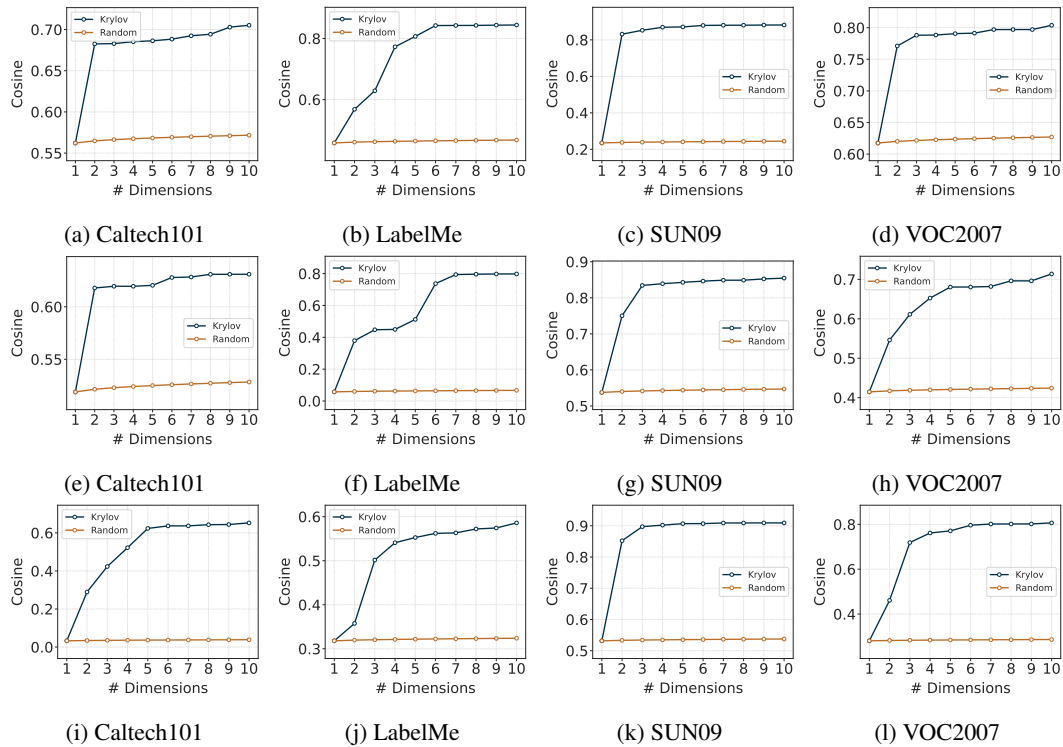 Cosine
0.70
0.65
0.60
0.55
Krylov
Random
1 2 3 4 5 6 7 8 9 10
# Dimensions
(a) Caltech101
Cosine
0.8
0.6
Krylov
Random
1 2 3 4 5 6 7 8 9 10
# Dimensions
(b) LabelMe
Cosine
0.8
0.6
0.4
0.2
Krylov
Random
1 2 3 4 5 6 7 8 9 10
# Dimensions
(c) SUN09
Cosine
0.80
0.75
0.70
0.65
0.60
Krylov
Random
1 2 3 4 5 6 7 8 9 10
# Dimensions
(d) VOC2007
Cosine
0.60
0.55
Krylov
Random
1 2 3 4 5 6 7 8 9 10
# Dimensions
(e) Caltech101
Cosine
0.8
0.6
0.4
0.2
0.0
Krylov
Random
1 2 3 4 5 6 7 8 9 10
# Dimensions
(f) LabelMe
Cosine
0.9
0.8
0.7
0.6
0.5
Krylov
Random
1 2 3 4 5 6 7 8 9 10
# Dimensions
(g) SUN09
Cosine
0.7
0.6
0.5
0.4
Krylov
Random
1 2 3 4 5 6 7 8 9 10
# Dimensions
(h) VOC2007
Cosine
0.6
0.4
0.2
0.0
Krylov
Random
1 2 3 4 5 6 7 8 9 10
# Dimensions
(i) Caltech101
Cosine
0.6
0.5
0.4
0.3
Krylov
Random
1 2 3 4 5 6 7 8 9 10
# Dimensions
(j) LabelMe
Cosine
0.9
0.8
0.7
0.6
0.5
Krylov
Random
1 2 3 4 5 6 7 8 9 10
# Dimensions
(k) SUN09
Cosine
0.8
0.6
0.4
Krylov
Random
1 2 3 4 5 6 7 8 9 10
# Dimensions
(l) VOC2007